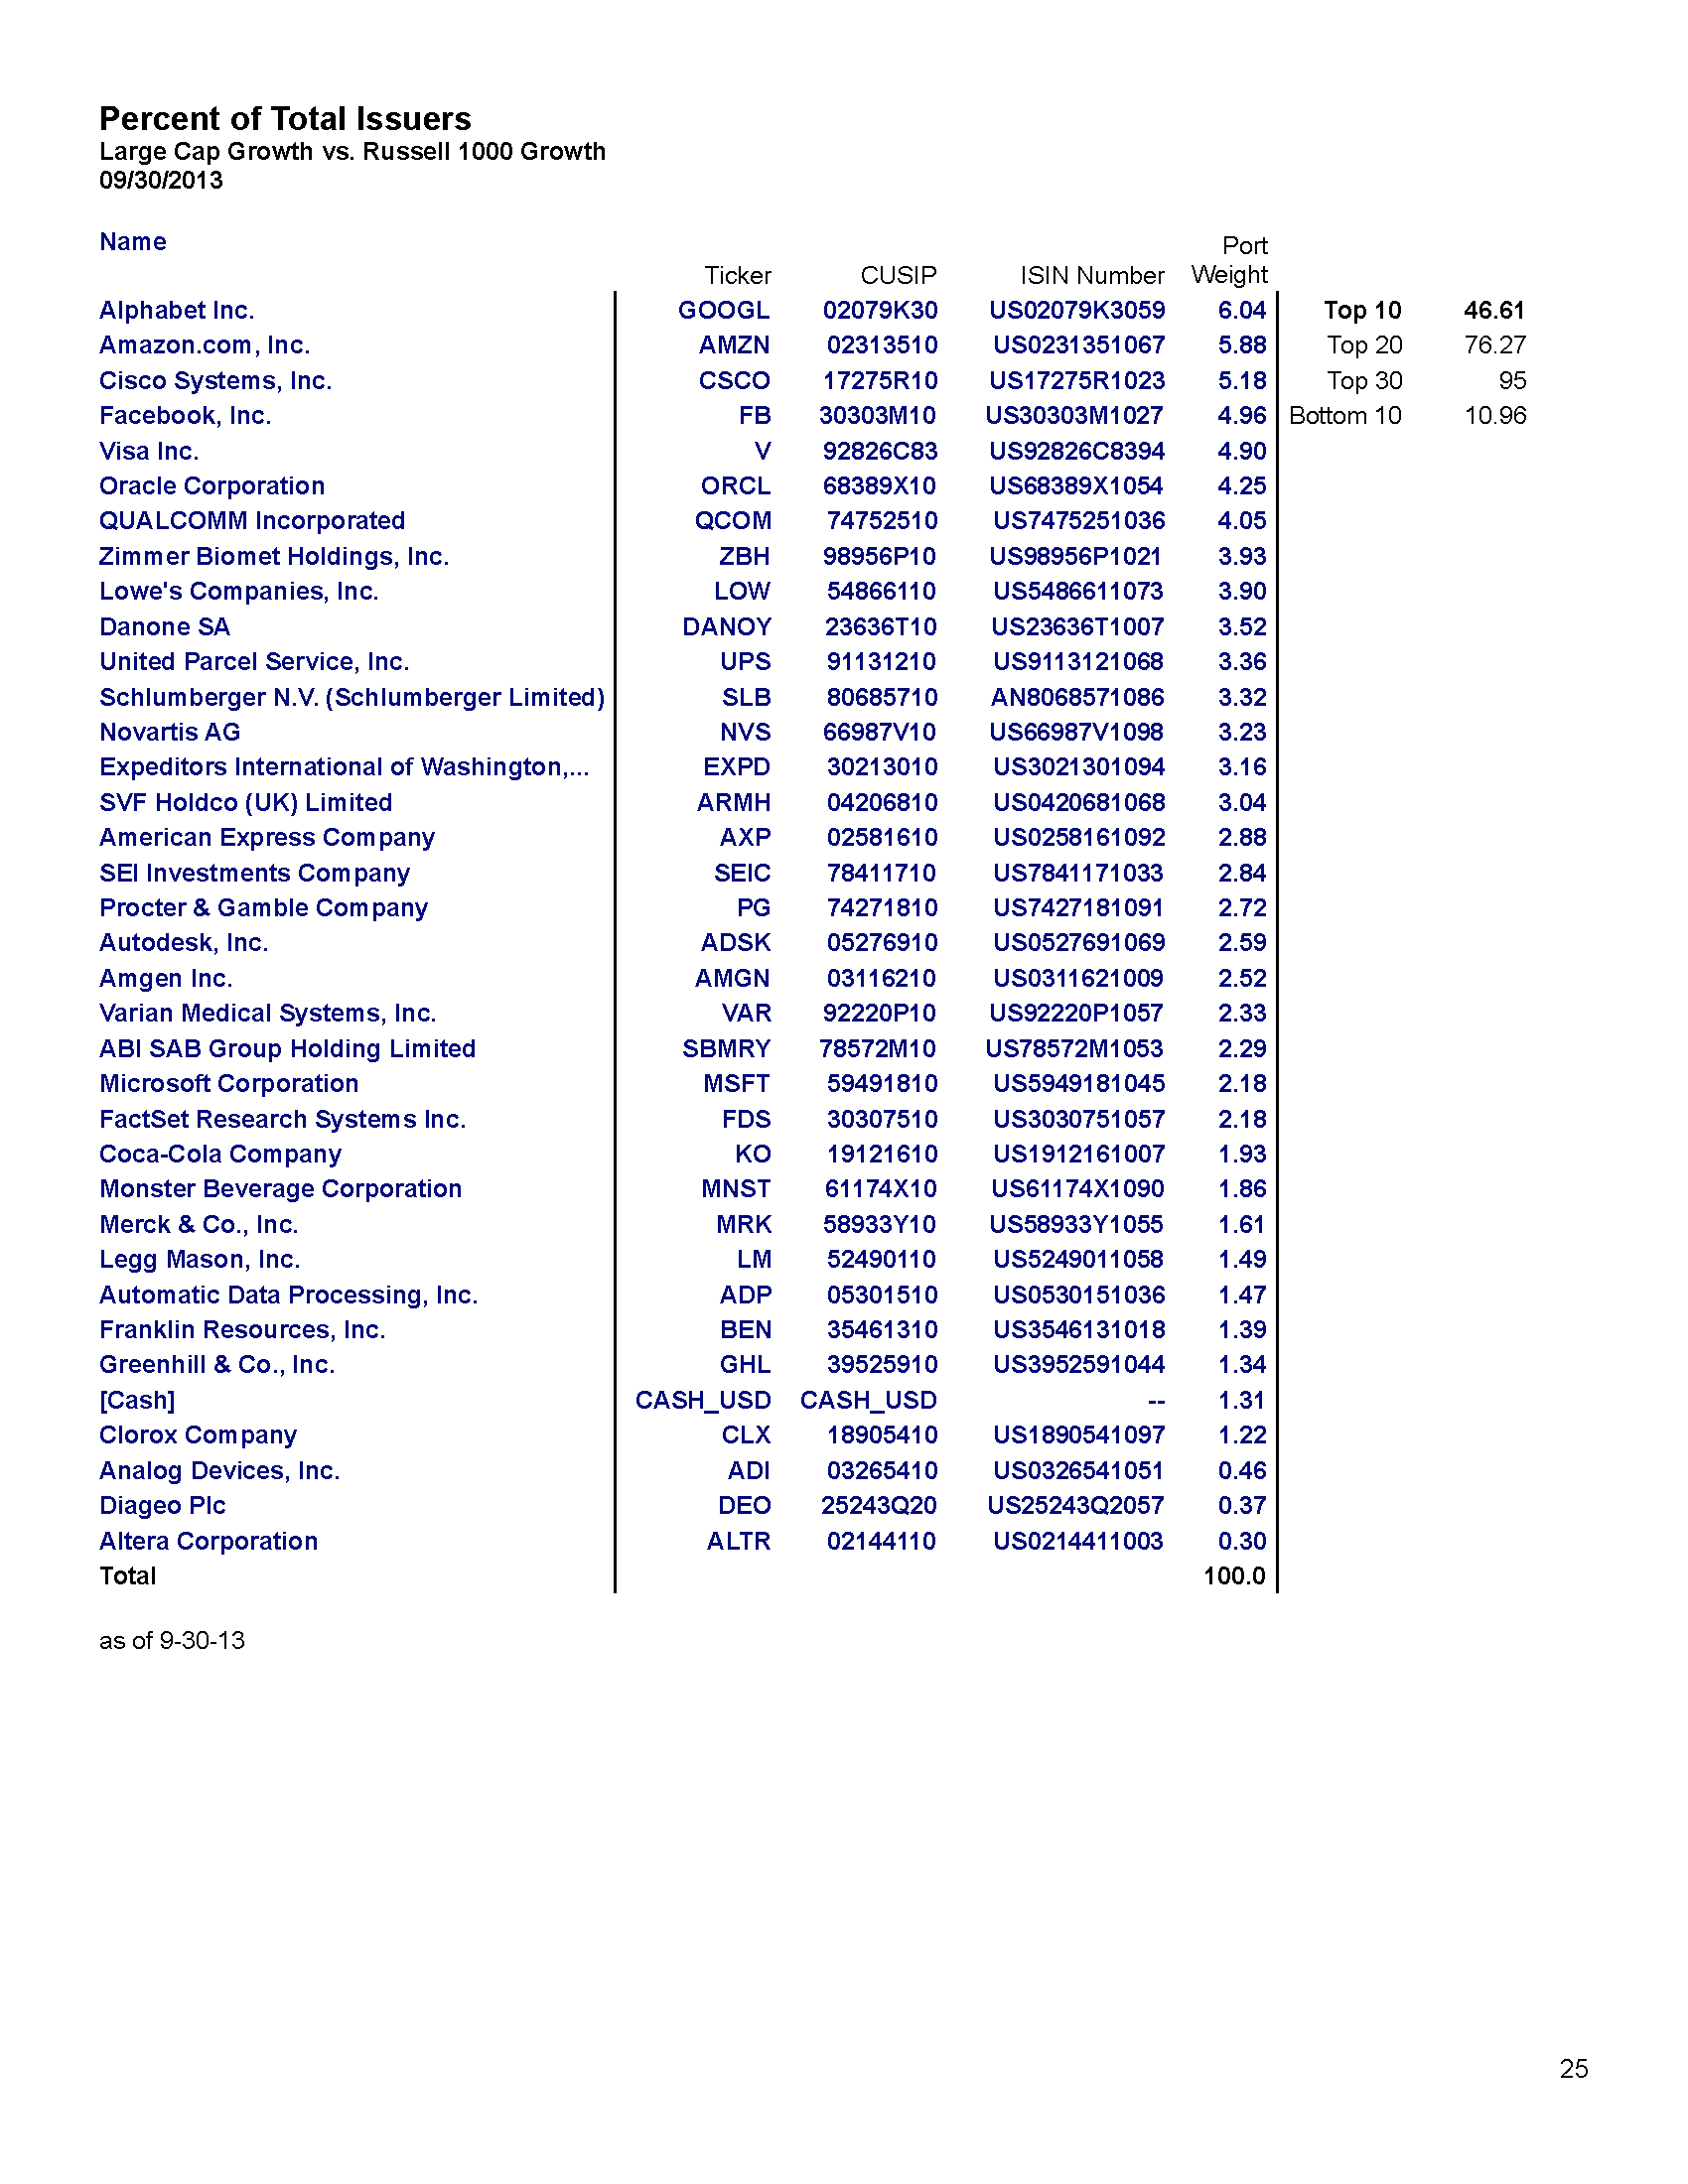 Percent of Total Issuers
Large Cap Growth vs. Russell 1000 Growth
09/30/2013
Name Ticker CUSIP ISIN Number Port Weight
Alphabet Inc. GOOGL 02079K30 US02079K3059 6.04 Top 10 46.61
Amazon.com, Inc. AMZN 02313510 US0231351067 5.88 Top 20 76.27
Cisco Systems, Inc. CSCO 17275R10 US17275R1023 5.18 Top 30 95
Facebook, Inc. FB 30303M10 US30303M1027 4.96 Bottom 10 10.96
Visa Inc. V 92826C83 US92826C8394 4.90
Oracle Corporation ORCL 68389X10 US68389X1054 4.25
QUALCOMM Incorporated QCOM 74752510 US7475251036 4.05
Zimmer Biomet Holdings, Inc. ZBH 98956P10 US98956P1021 3.93
Lowe's Companies, Inc. LOW 54866110 US5486611073 3.90
Danone SA DANOY 23636T10 US23636T1007 3.52
United Parcel Service, Inc. UPS 91131210 US9113121068 3.36
Schlumberger N.V. (Schlumberger Limited) SLB 80685710 AN8068571086 3.32
Novartis AG NVS 66987V10 US66987V1098 3.23
Expeditors International of Washington,... EXPD 30213010 US3021301094 3.16
SVF Holdco (UK) Limited ARMH 04206810 US0420681068 3.04
American Express Company AXP 02581610 US0258161092 2.88
SEI Investments Company SEIC 78411710 US7841171033 2.84
Procter & Gamble Company PG 74271810 US7427181091 2.72
Autodesk, Inc. ADSK 05276910 US0527691069 2.59
Amgen Inc. AMGN 03116210 US0311621009 2.52
Varian Medical Systems, Inc. VAR 92220P10 US92220P1057 2.33
ABI SAB Group Holding Limited SBMRY 78572M10 US78572M1053 2.29
Microsoft Corporation MSFT 59491810 US5949181045 2.18
FactSet Research Systems Inc. FDS 30307510 US3030751057 2.18
Coca-Cola Company KO 19121610 US1912161007 1.93
Monster Beverage Corporation MNST 61174X10 US61174X1090 1.86
Merck & Co., Inc. MRK 58933Y10 US58933Y1055 1.61
Legg Mason, Inc. LM 52490110 US5249011058 1.49
Automatic Data Processing, Inc. ADP 05301510 US0530151036 1.47
Franklin Resources, Inc. BEN 35461310 US3546131018 1.39
Greenhill & Co., Inc. GHL 39525910 US3952591044 1.34
[Cash] CASH_USD CASH_USD -- 1.31
Clorox Company CLX 18905410 US1890541097 1.22
Analog Devices, Inc. ADI 03265410 US0326541051 0.46
Diageo Plc DEO 25243Q20 US25243Q2057 0.37
Altera Corporation ALTR 02144110 US0214411003 0.30
Total 100.0
as of 9-30-13
25